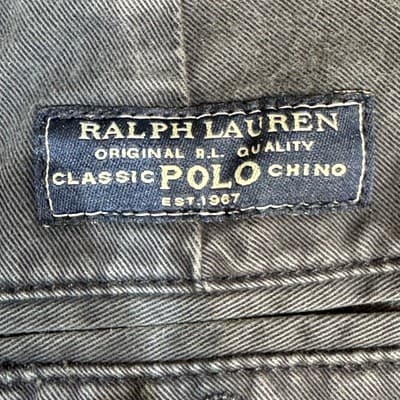 RALPH LAUREN
ORIGINAL R.L. QUALITY
CLASSIC POLO CHINO
EST.1967